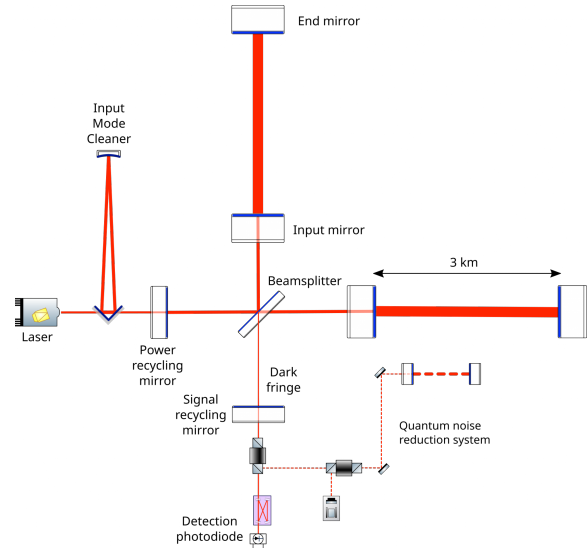 End mirror
Input
Mode
Cleaner
Input mirror
3 km
Beamsplitter
Laser
Power
recycling
mirror
Dark
fringe
Signal
recycling
mirror
Quantum noise
reduction system
Detection
photodiode